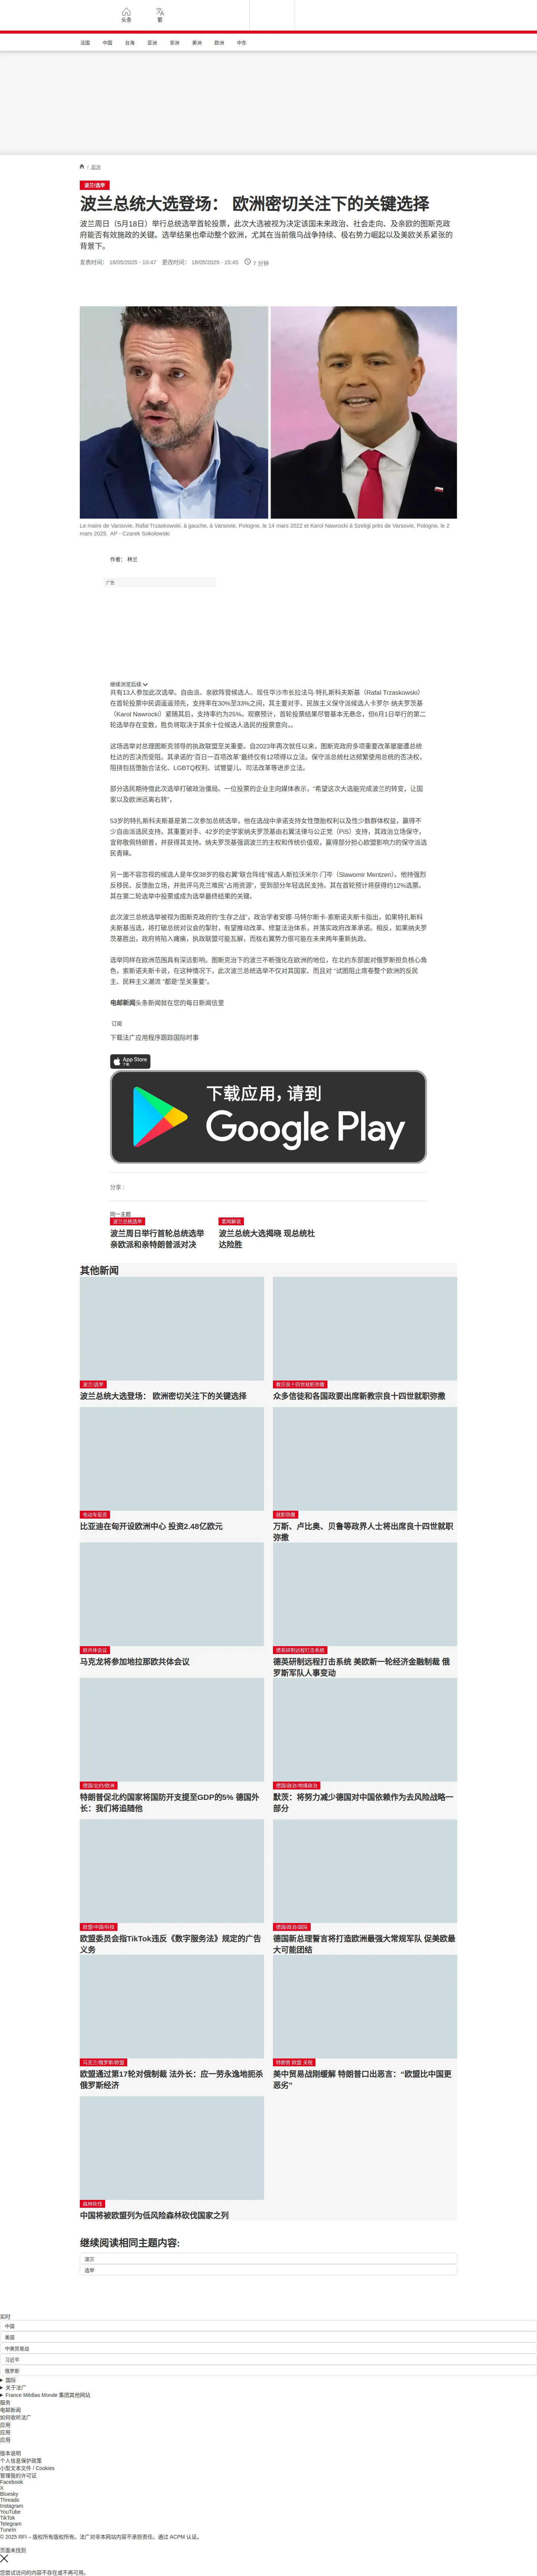 头条
繁
法国
中国
台海
亚洲
非洲
美洲
欧洲
中东
/ 欧洲
波兰/选举
波兰总统大选登场： 欧洲密切关注下的关键选择
波兰周日（5月18日）举行总统选举首轮投票，此次大选被视为决定该国未来政治、社会走向、及亲欧的图斯克政
府能否有效施政的关键。选举结果也牵动整个欧洲，尤其在当前俄乌战争持续、极右势力崛起以及美欧关系紧张的
背景下。
发表时间： 18/05/2025 - 10:47 更改时间： 18/05/2025 - 15:45 7 分钟
Le maire de Varsovie, Rafal Trzaskowski, à gauche, à Varsovie, Pologne, le 14 mars 2022 et Karol Nawrocki à Szeligi près de Varsovie, Pologne, le 2
mars 2025. AP - Czarek Sokolowski
作者： 林兰
广告
继续浏览后续
共有13人参加此次选举。自由派、亲欧阵营候选人、现任华沙市长拉法乌·特扎斯科夫斯基（Rafal Trzaskowski）
在首轮投票中民调遥遥领先，支持率在30%至33%之间，其主要对手、民族主义保守派候选人卡罗尔·纳夫罗茨基
（Karol Nawrocki）紧随其后，支持率约为25%。观察预计，首轮投票结果尽管基本无悬念，但6月1日举行的第二
轮选举存在变数，胜负将取决于其余十位候选人选民的投票意向。。
这场选举对总理图斯克领导的执政联盟至关重要。自2023年再次就任以来，图斯克政府多项重要改革屡屡遭总统
杜达的否决而受阻。其承诺的“百日一百项改革”最终仅有12项得以立法。保守派总统杜达频繁使用总统的否决权，
阻挠包括堕胎合法化、LGBTQ权利、试管婴儿、司法改革等进步立法。
部分选民期待借此次选举打破政治僵局。一位投票的企业主向媒体表示，“希望这次大选能完成波兰的转变，让国
家以及欧洲远离右转”，
53岁的特扎斯科夫斯基是第二次参加总统选举，他在选战中承诺支持女性堕胎权利以及性少数群体权益，赢得不
少自由派选民支持。其重要对手、42岁的史学家纳夫罗茨基由右翼法律与公正党（PiS）支持，其政治立场保守，
宣称敬佩特朗普，并获得其支持。纳夫罗茨基强调波兰的主权和传统价值观，赢得部分担心欧盟影响力的保守派选
民青睐。
另一面不容忽视的候选人是年仅38岁的极右翼“联合阵线”候选人斯拉沃米尔·门岑（Slawomir Mentzen）。他持强烈
反移民、反堕胎立场，并批评乌克兰难民“占用资源”，受到部分年轻选民支持。其在首轮预计将获得约12%选票。
其在第二轮选举中投票或成为选举最终结果的关键。
此次波兰总统选举被视为图斯克政府的“生存之战”。政治学者安娜·马特尔斯卡-索斯诺夫斯卡指出，如果特扎斯科
夫斯基当选，将打破总统对议会的掣肘，有望推动改革、修复法治体系，并落实政府改革承诺。相反，如果纳夫罗
茨基胜出，政府将陷入瘫痪，执政联盟可能瓦解，而极右翼势力很可能在未来两年重新执政。
选举同样在欧洲范围具有深远影响。图斯克治下的波兰不断强化在欧洲的地位，在北约东部面对俄罗斯担负核心角
色，索斯诺夫斯卡说，在这种情况下，此次波兰总统选举不仅对其国家、而且对 “试图阻止席卷整个欧洲的反民
主、民粹主义潮流 ”都是“至关重要”。
电邮新闻头条新闻就在您的每日新闻信里
订阅
下载法广应用程序跟踪国际时事
App Store
下载
下载应用，请到
Google Play
分享 :
同一主题
波兰总统选举
波兰周日举行首轮总统选举
亲欧派和亲特朗普派对决
要闻解说
波兰总统大选揭晓 现总统杜
达险胜
其他新闻
波兰/选举
波兰总统大选登场： 欧洲密切关注下的关键选择
教宗良十四世就职弥撒
众多信徒和各国政要出席新教宗良十四世就职弥撒
电动车投资
比亚迪在匈开设欧洲中心 投资2.48亿欧元
就职弥撒
万斯、卢比奥、贝鲁等政界人士将出席良十四世就职
弥撒
欧共体会议
马克龙将参加地拉那欧共体会议
德英研制远程打击系统
德英研制远程打击系统 美欧新一轮经济金融制裁 俄
罗斯军队人事变动
德国/北约/欧洲
特朗普促北约国家将国防开支提至GDP的5% 德国外
长：我们将追随他
德国/政治/地缘政治
默茨：将努力减少德国对中国依赖作为去风险战略一
部分
欧盟/中国/科技
欧盟委员会指TikTok违反《数字服务法》规定的广告
义务
德国/政治/国际
德国新总理誓言将打造欧洲最强大常规军队 促美欧最
大可能团结
乌克兰/俄罗斯/欧盟
欧盟通过第17轮对俄制裁 法外长：应一劳永逸地扼杀
俄罗斯经济
特朗普 欧盟 关税
美中贸易战刚缓解 特朗普口出恶言：“欧盟比中国更
恶劣”
森林砍伐
中国将被欧盟列为低风险森林砍伐国家之列
继续阅读相同主题内容:
波兰
选举
实时
中国
美国
中美贸易战
习近平
俄罗斯
国际
关于法广
France Médias Monde 集团其他网站
服务
电邮新闻
如何收听法广
应用
应用
应用
版本说明
个人信息保护政策
小型文本文件 / Cookies
管理我的许可证
Facebook
X
Bluesky
Threads
Instagram
YouTube
TikTok
Telegram
TuneIn
© 2025 RFI – 版权所有版权所有。法广对非本网站内容不承担责任。通过 ACPM 认证。
页面未找到
您尝试访问的内容不存在或不再可用。